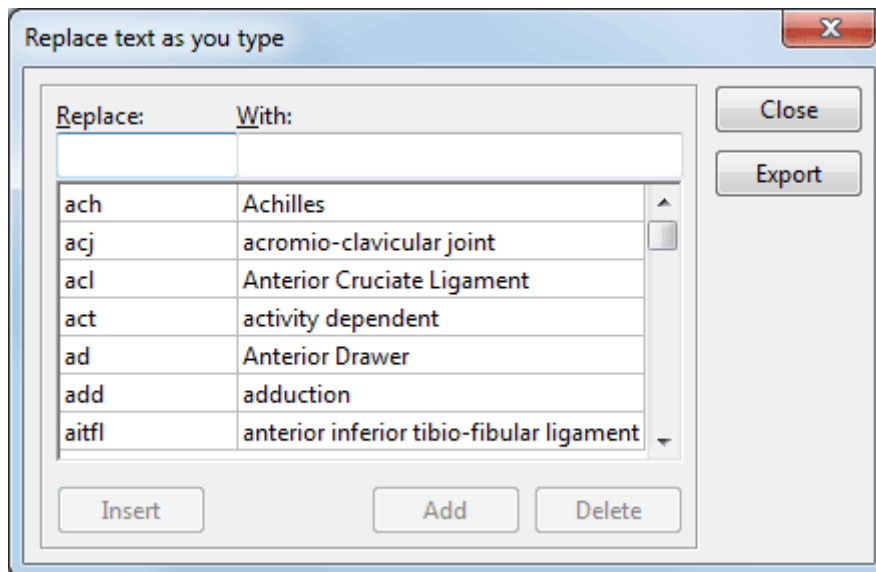 Replace text as you type
Replace: With:
Close
Export
ach Achilles
acj acromio-clavicular joint
acl Anterior Cruciate Ligament
act activity dependent
ad Anterior Drawer
add adduction
aitfl anterior inferior tibio-fibular ligament
Insert Add Delete